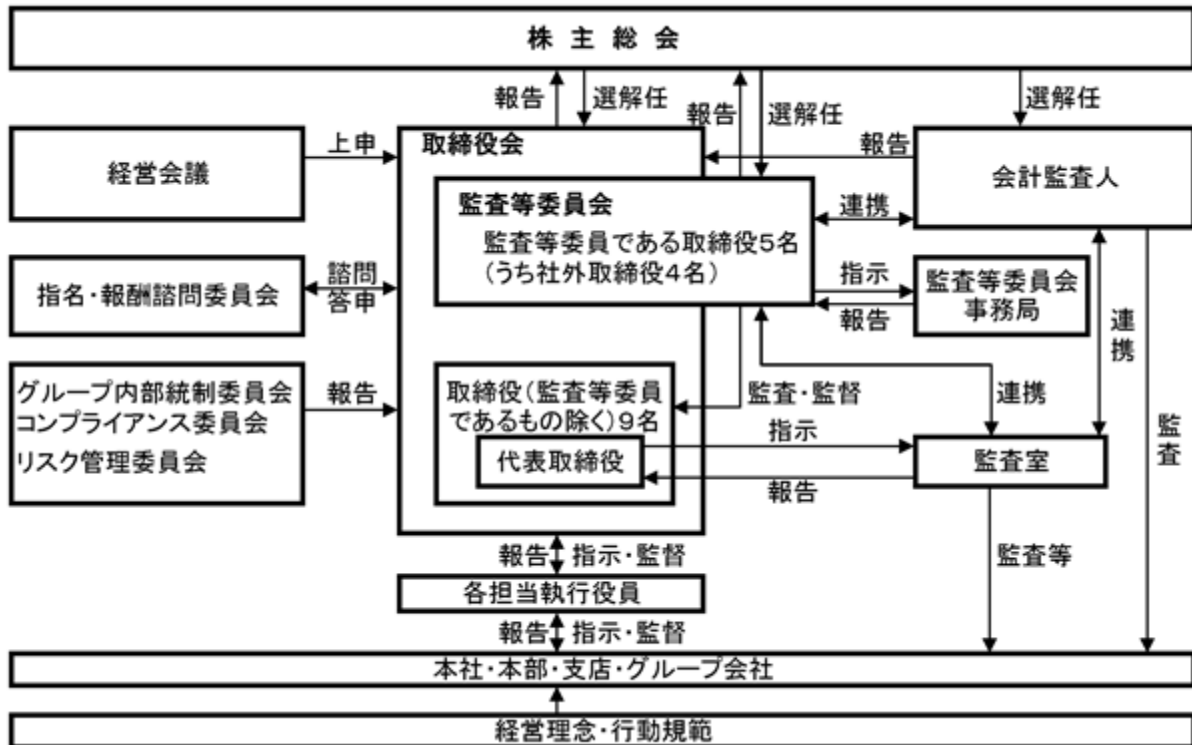 株主総会
報告
選解任
報告
選解任
選解任
経営会議
上申
取締役会
報告
会計監査人
監査等委員会
監査等委員である取締役5名
(うち社外取締役4名)
連携
指名・報酬諮問委員会
諮問
答申
指示
報告
監査等委員会
事務局
連携
監査
グループ内部統制委員会
コンプライアンス委員会
リスク管理委員会
報告
取締役(監査等委員
であるもの除く)9名
監査・監督
連携
代表取締役
指示
報告
監査室
監査等
報告
指示・監督
各担当執行役員
報告
指示・監督
本社・本部・支店・グループ会社
経営理念・行動規範